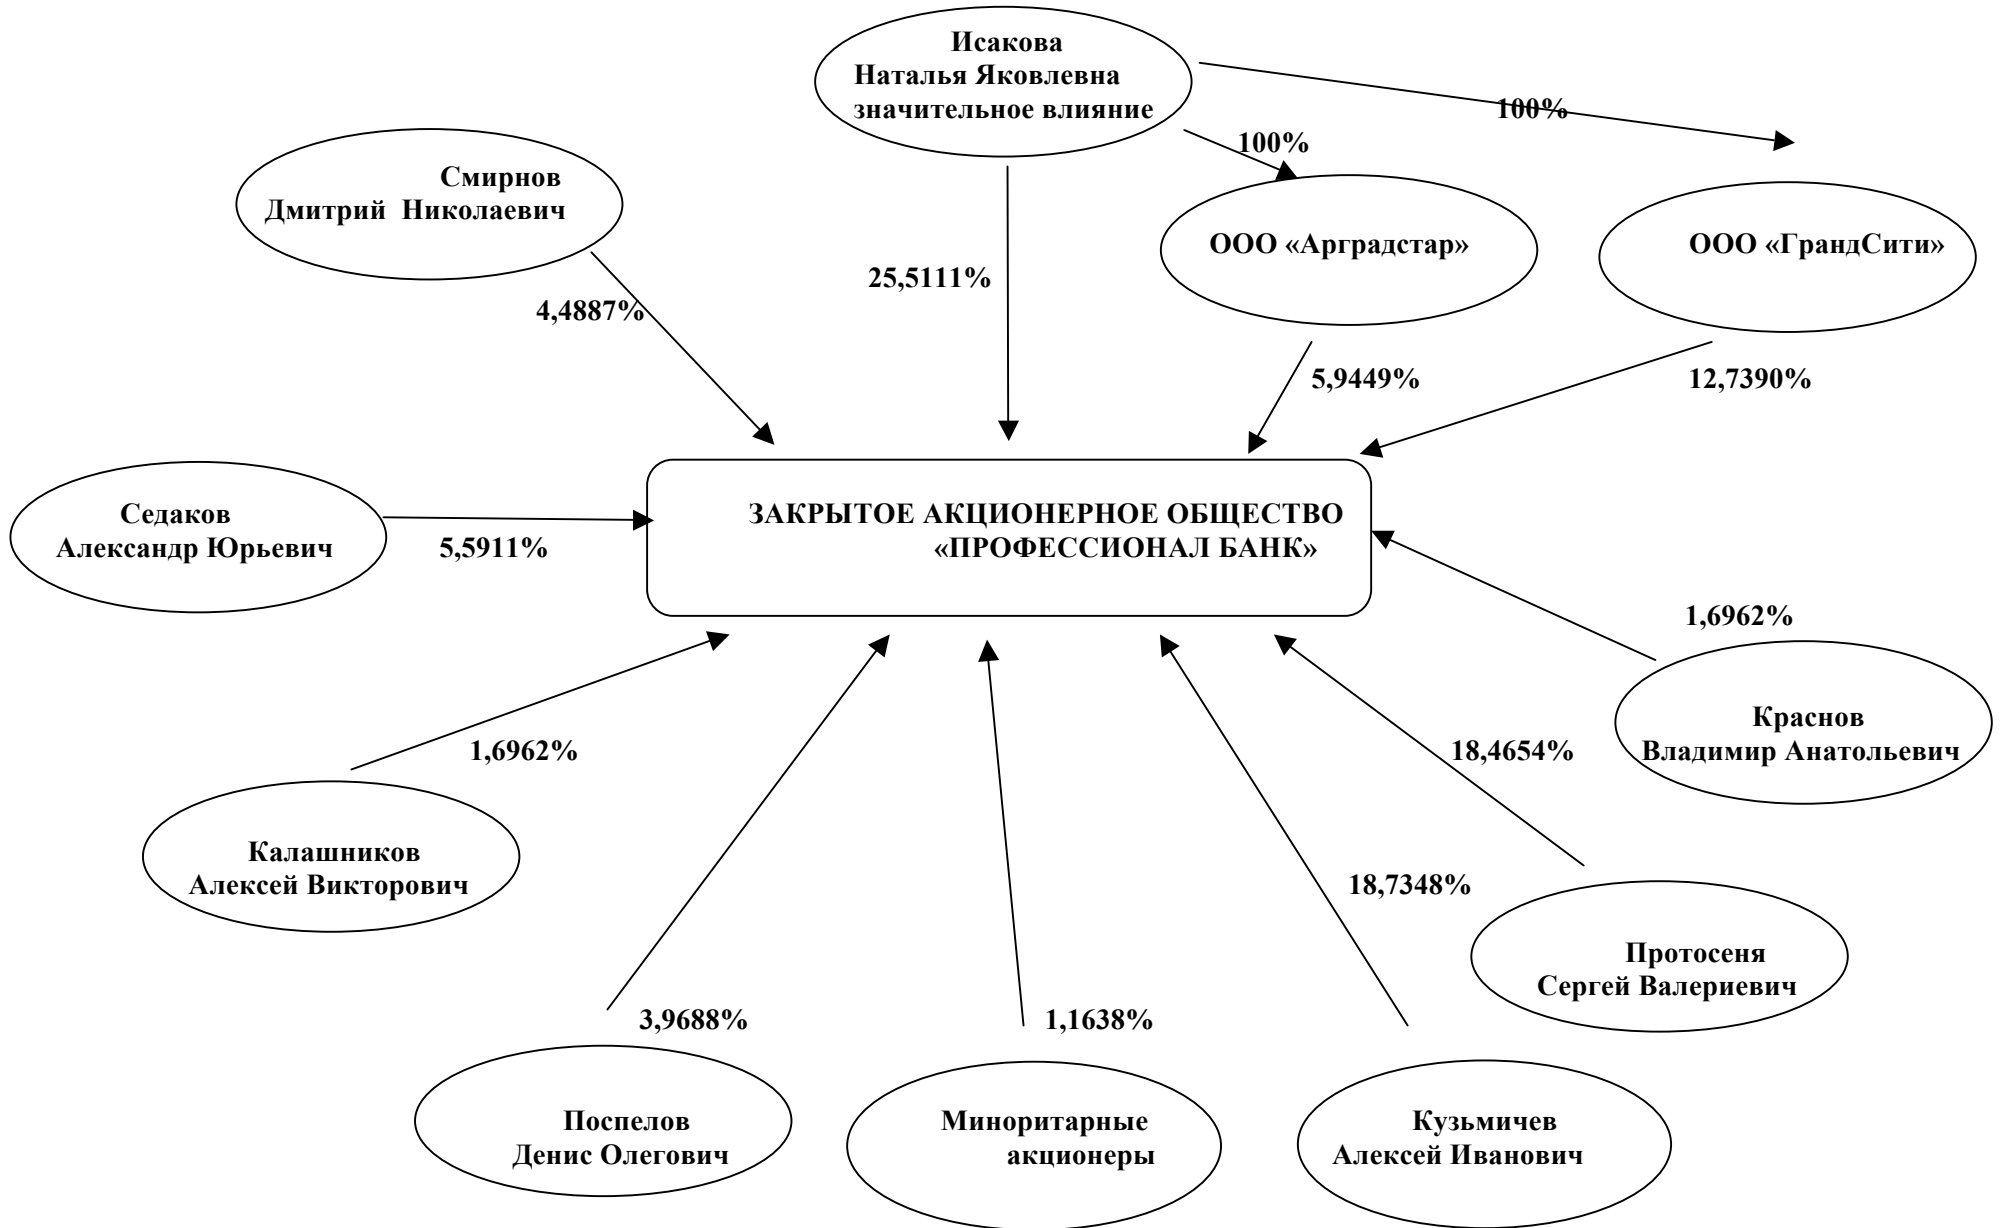 Исакова
Наталья Яковлевна
значительное влияние
100%
100%
Смирнов
Дмитрий Николаевич
ООО «Арградстар»
ООО «ГрандСити»
25,5111%
4,4887%
5,9449%
12,7390%
Седаков
Александр Юрьевич
5,5911%
ЗАКРЫТОЕ АКЦИОНЕРНОЕ ОБЩЕСТВО
«ПРОФЕССИОНАЛ БАНК»
1,6962%
Краснов
Владимир Анатольевич
1,6962%
18,4654%
Калашников
Алексей Викторович
18,7348%
Протосеня
Сергей Валериевич
3,9688%
1,1638%
Поспелов
Денис Олегович
Миноритарные
акционеры
Кузьмичев
Алексей Иванович